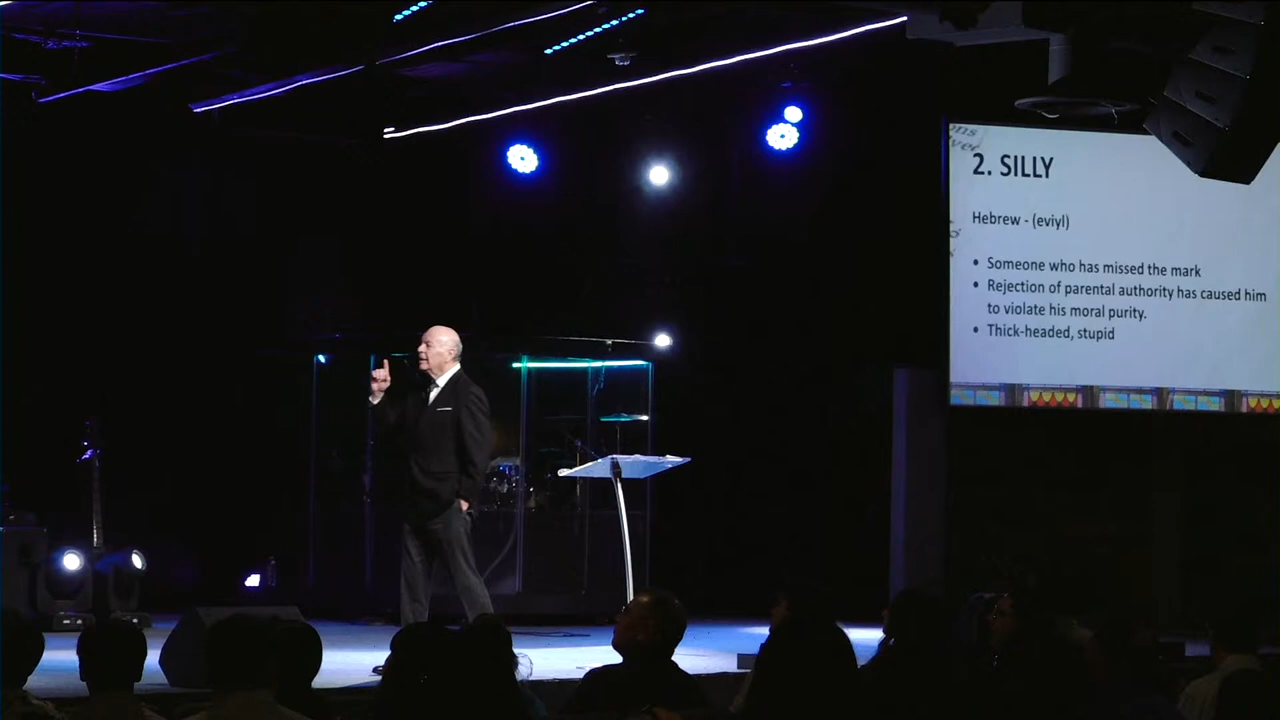 2. SILLY
Hebrew - (eviyl)
• Someone who has missed the mark
• Rejection of parental authority has caused him
to violate his moral purity.
• Thick-headed, stupid